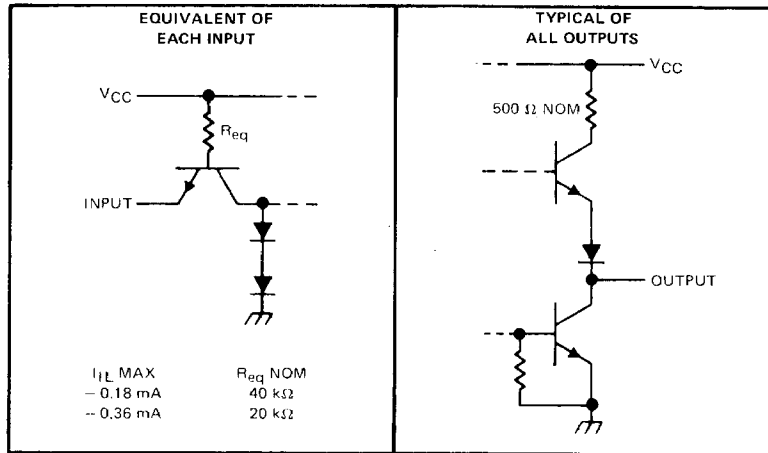 EQUIVALENT OF
EACH INPUT
VCC
Req
INPUT
IIL MAX Req NOM
− 0.18 mA 40 kΩ
-- 0.36 mA 20 kΩ
TYPICAL OF
ALL OUTPUTS
VCC
500 Ω NOM
OUTPUT